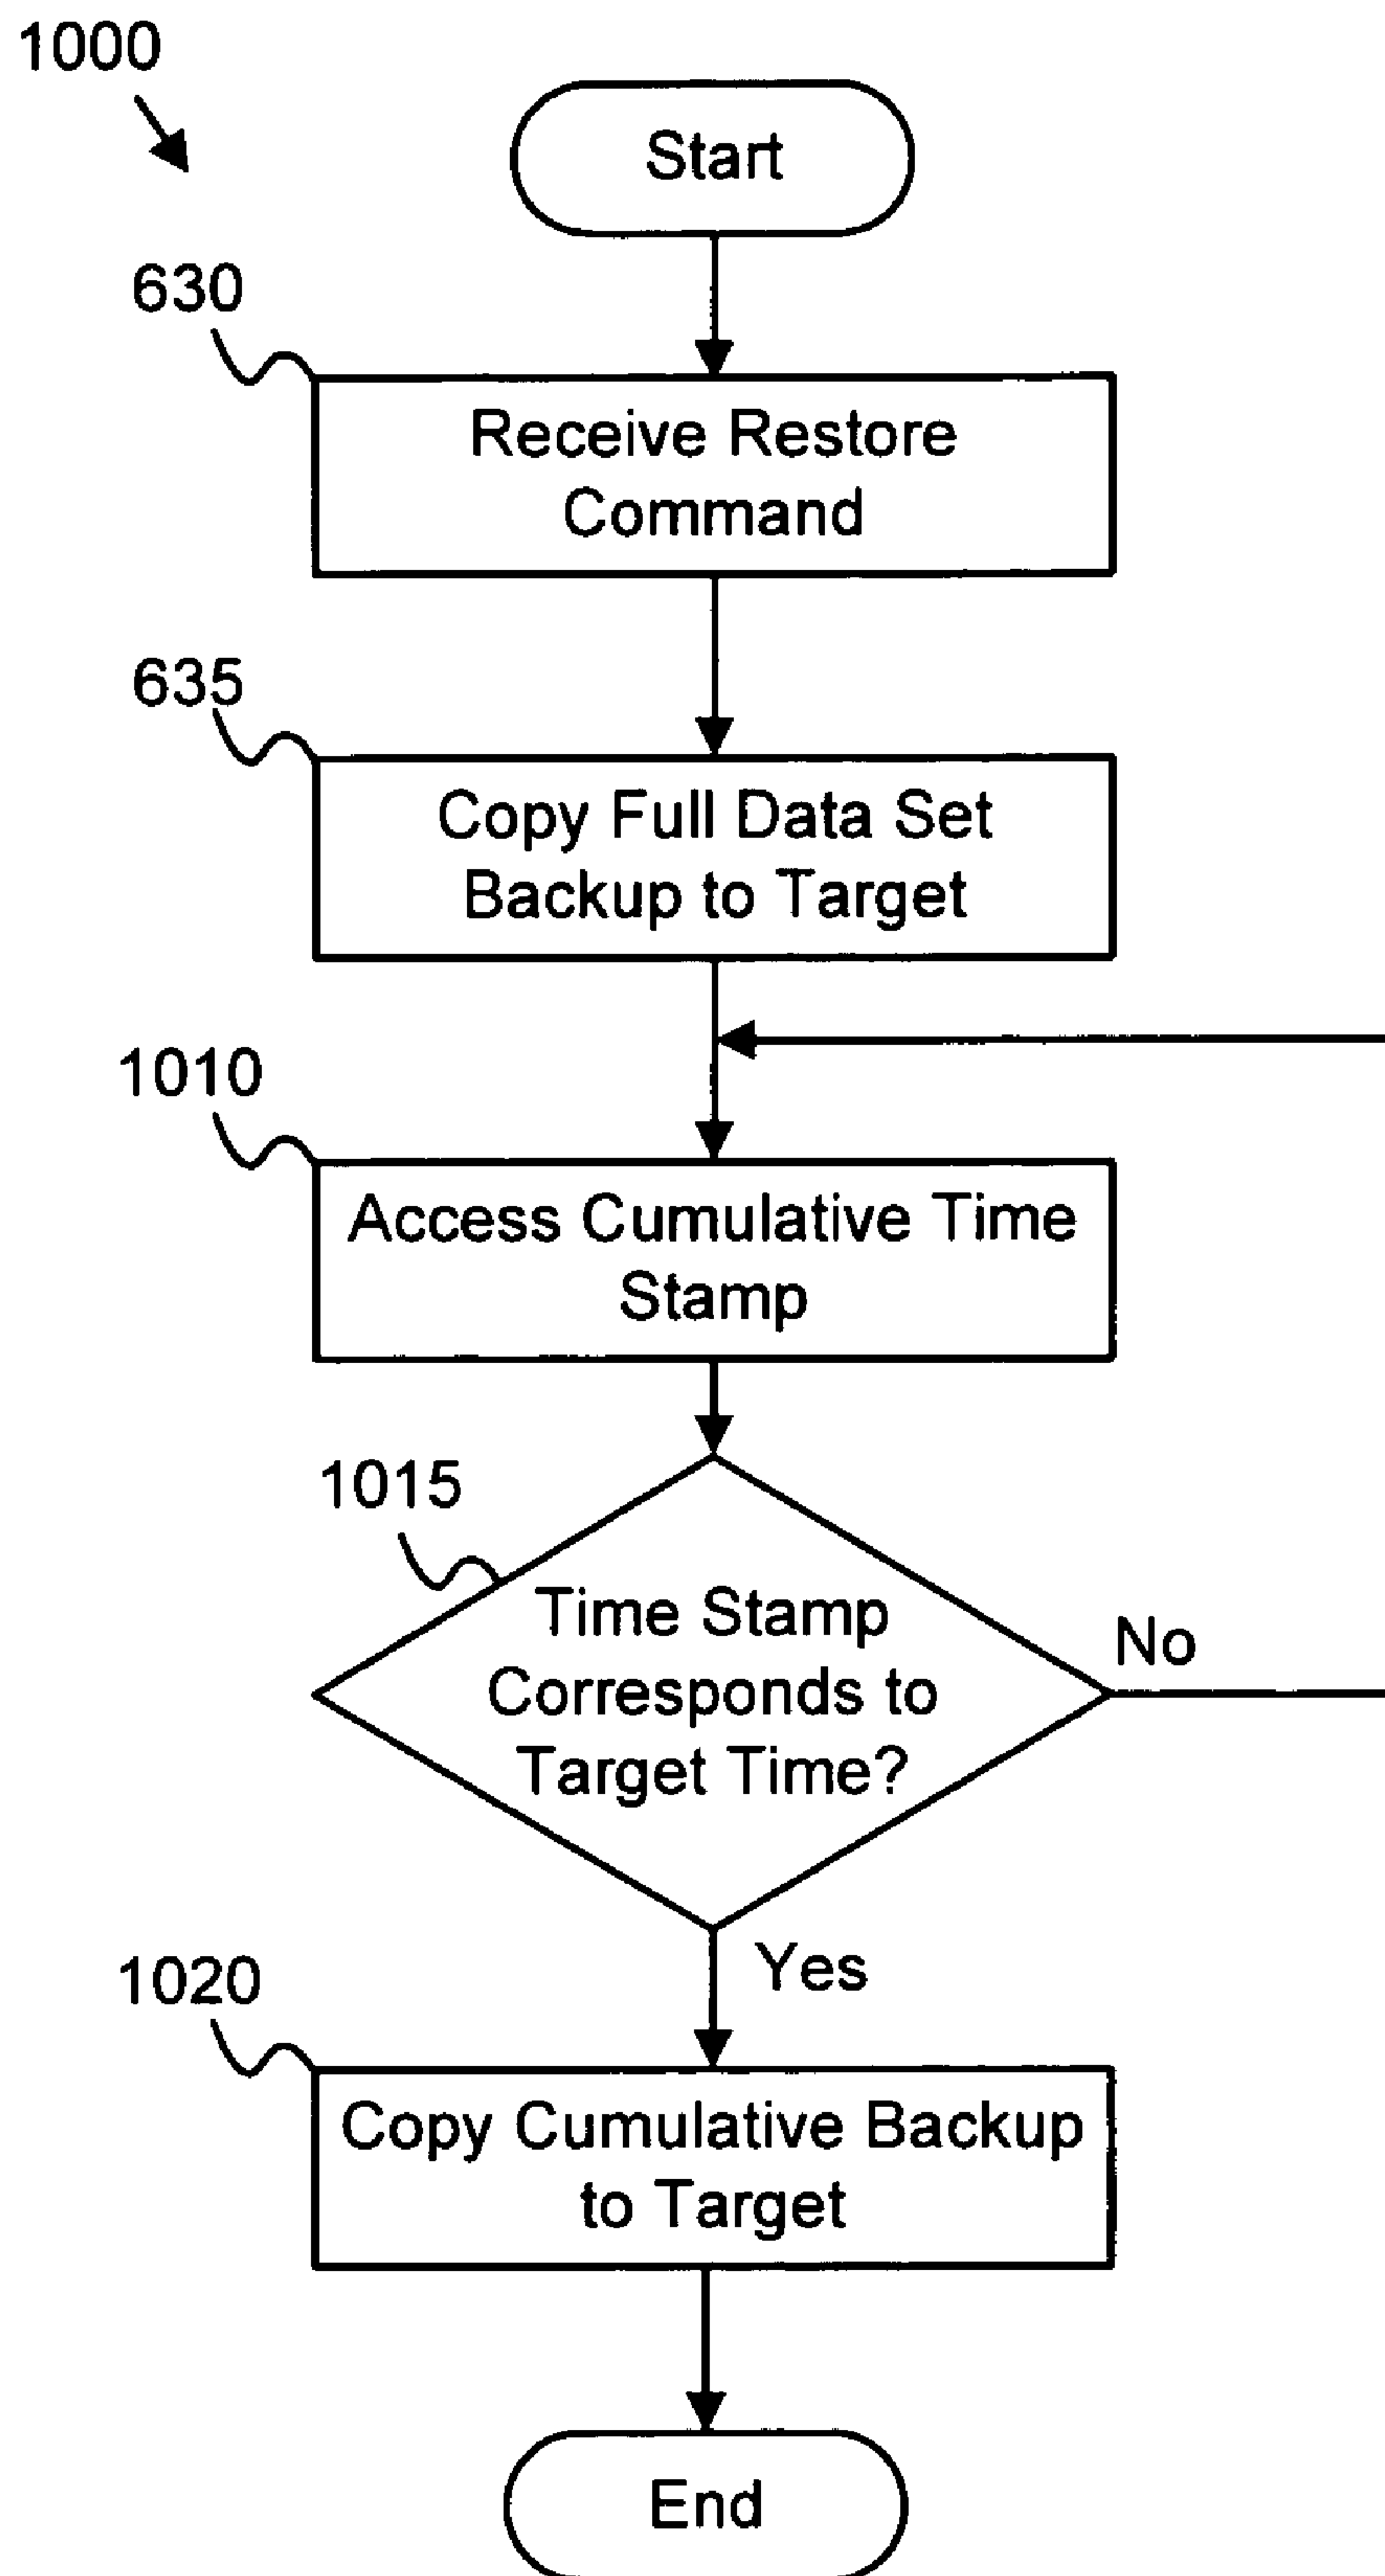 1000
Start
630
Receive Restore
Command
635
Copy Full Data Set
Backup to Target
1010
Access Cumulative Time
Stamp
1015
Time Stamp
Corresponds to
Target Time?
No
Yes
1020
Copy Cumulative Backup
to Target
End